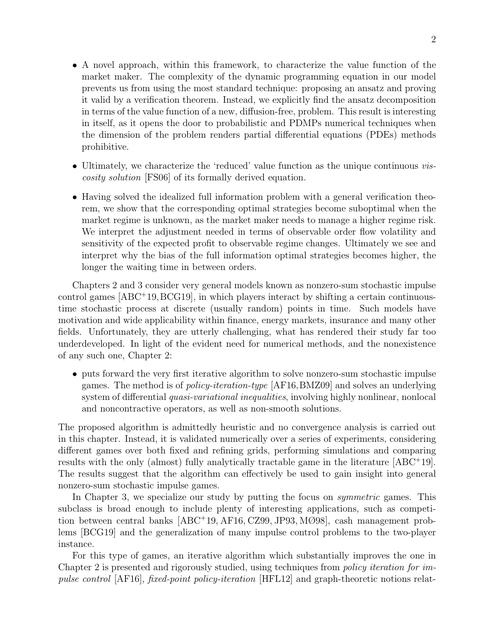 2
• A novel approach, within this framework, to characterize the value function of the
market maker. The complexity of the dynamic programming equation in our model
prevents us from using the most standard technique: proposing an ansatz and proving
it valid by a verification theorem. Instead, we explicitly find the ansatz decomposition
in terms of the value function of a new, diffusion-free, problem. This result is interesting
in itself, as it opens the door to probabilistic and PDMPs numerical techniques when
the dimension of the problem renders partial differential equations (PDEs) methods
prohibitive.
• Ultimately, we characterize the ‘reduced’ value function as the unique continuous vis-
cosity solution [FS06] of its formally derived equation.
• Having solved the idealized full information problem with a general verification theo-
rem, we show that the corresponding optimal strategies become suboptimal when the
market regime is unknown, as the market maker needs to manage a higher regime risk.
We interpret the adjustment needed in terms of observable order flow volatility and
sensitivity of the expected profit to observable regime changes. Ultimately we see and
interpret why the bias of the full information optimal strategies becomes higher, the
longer the waiting time in between orders.
Chapters 2 and 3 consider very general models known as nonzero-sum stochastic impulse
control games [ABC+19,BCG19], in which players interact by shifting a certain continuous-
time stochastic process at discrete (usually random) points in time. Such models have
motivation and wide applicability within finance, energy markets, insurance and many other
fields. Unfortunately, they are utterly challenging, what has rendered their study far too
underdeveloped. In light of the evident need for numerical methods, and the nonexistence
of any such one, Chapter 2:
• puts forward the very first iterative algorithm to solve nonzero-sum stochastic impulse
games. The method is of policy-iteration-type [AF16,BMZ09] and solves an underlying
system of differential quasi-variational inequalities, involving highly nonlinear, nonlocal
and noncontractive operators, as well as non-smooth solutions.
The proposed algorithm is admittedly heuristic and no convergence analysis is carried out
in this chapter. Instead, it is validated numerically over a series of experiments, considering
different games over both fixed and refining grids, performing simulations and comparing
results with the only (almost) fully analytically tractable game in the literature [ABC+19].
The results suggest that the algorithm can effectively be used to gain insight into general
nonzero-sum stochastic impulse games.
In Chapter 3, we specialize our study by putting the focus on symmetric games. This
subclass is broad enough to include plenty of interesting applications, such as competi-
tion between central banks [ABC+19, AF16, CZ99, JP93, MØ98], cash management prob-
lems [BCG19] and the generalization of many impulse control problems to the two-player
instance.
For this type of games, an iterative algorithm which substantially improves the one in
Chapter 2 is presented and rigorously studied, using techniques from policy iteration for im-
pulse control [AF16], fixed-point policy-iteration [HFL12] and graph-theoretic notions relat-